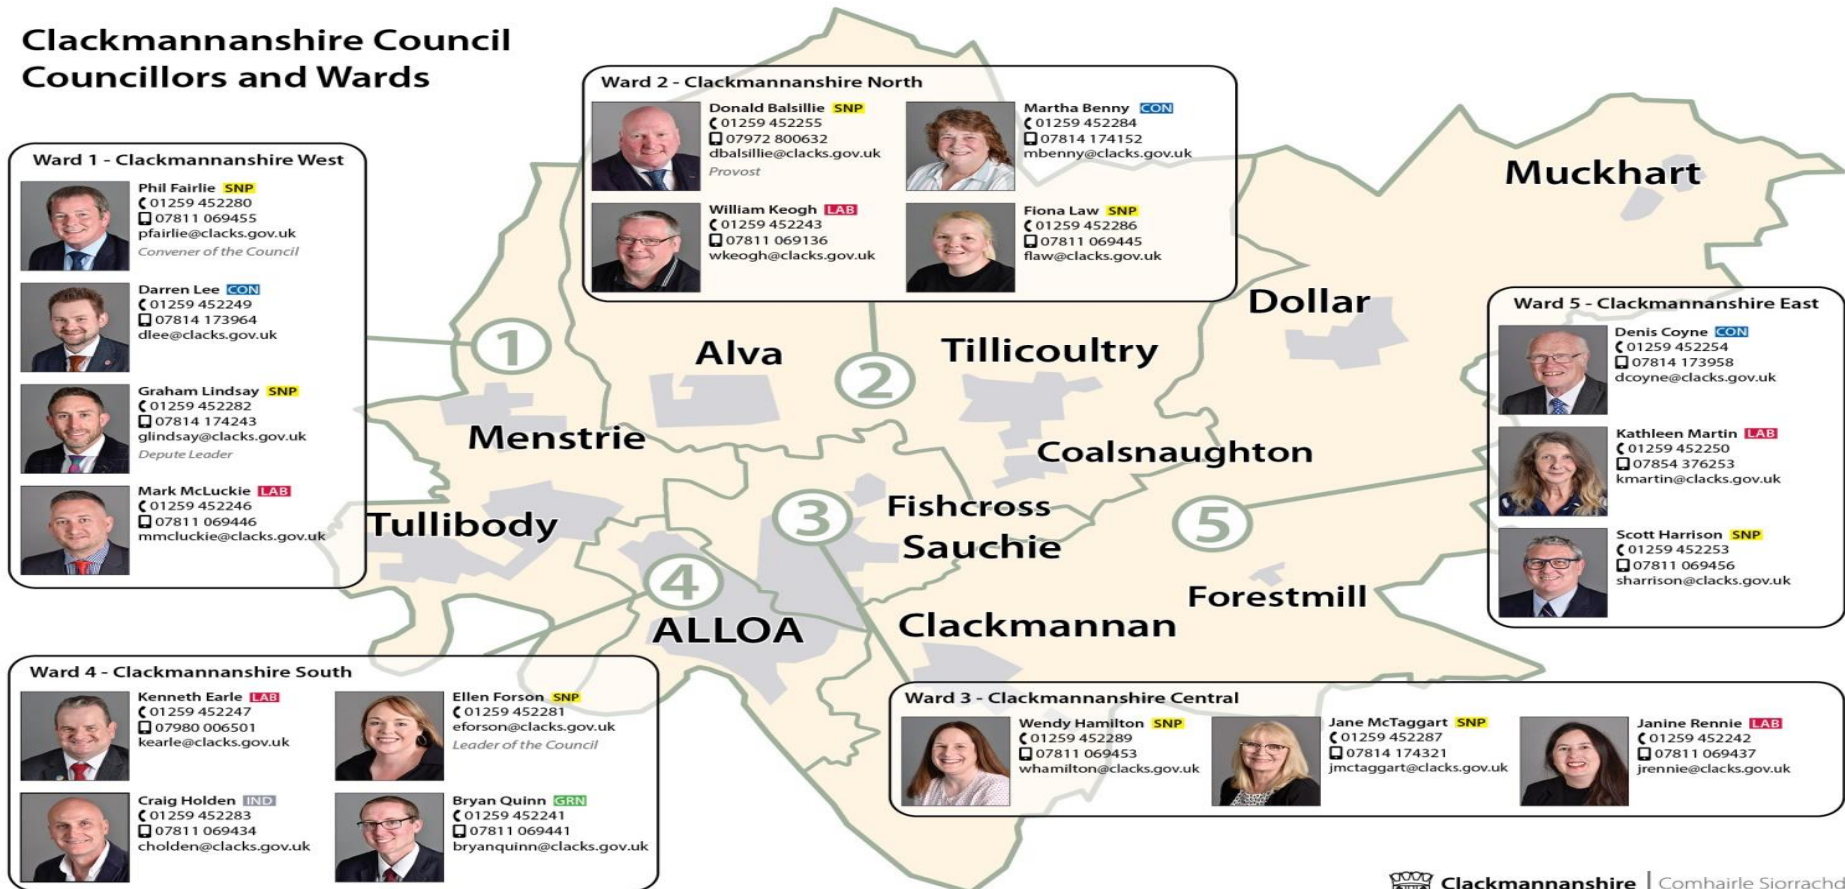 Clackmannanshire Council
Councillors and Wards
Ward 1 - Clackmannanshire West
Phil Fairlie SNP
01259 452280
07811 069455
pfairlie@clacks.gov.uk
Convener of the Council
Darren Lee CON
01259 452249
07814 173964
dlee@clacks.gov.uk
Graham Lindsay SNP
01259 452282
07814 174243
glindsay@clacks.gov.uk
Depute Leader
Mark McLuckie LAB
01259 452246
07811 069446
mmcluckie@clacks.gov.uk
Ward 2 - Clackmannanshire North
Donald Balsillie SNP
01259 452255
07972 800632
dbalsillie@clacks.gov.uk
Provost
Martha Benny CON
01259 452284
07814 174152
mbenny@clacks.gov.uk
William Keogh LAB
01259 452243
07811 069136
wkeogh@clacks.gov.uk
Fiona Law SNP
01259 452286
07811 069445
flaw@clacks.gov.uk
Muckhart
Dollar
1
Alva
2
Tillicoultry
Menstrie
Coalsnaughton
Tullibody
3
Fishcross
Sauchie
5
4
ALLOA
Clackmannan
Forestmill
Ward 5 - Clackmannanshire East
Denis Coyne CON
01259 452254
07814 173958
dcoyne@clacks.gov.uk
Kathleen Martin LAB
01259 452250
07854 376253
kmartin@clacks.gov.uk
Scott Harrison SNP
01259 452253
07811 069456
sharrison@clacks.gov.uk
Ward 4 - Clackmannanshire South
Kenneth Earle LAB
01259 452247
07980 006501
kearle@clacks.gov.uk
Ellen Forson SNP
01259 452281
eforson@clacks.gov.uk
Leader of the Council
Craig Holden IND
01259 452283
07811 069434
cholden@clacks.gov.uk
Bryan Quinn GRN
01259 452241
07811 069441
bryanquinn@clacks.gov.uk
Ward 3 - Clackmannanshire Central
Wendy Hamilton SNP
01259 452289
07811 069453
whamilton@clacks.gov.uk
Jane McTaggart SNP
01259 452287
07814 174321
jmctaggart@clacks.gov.uk
Janine Rennie LAB
01259 452242
07811 069437
jrennie@clacks.gov.uk
Clackmannanshire | Comhairle Siorrachd